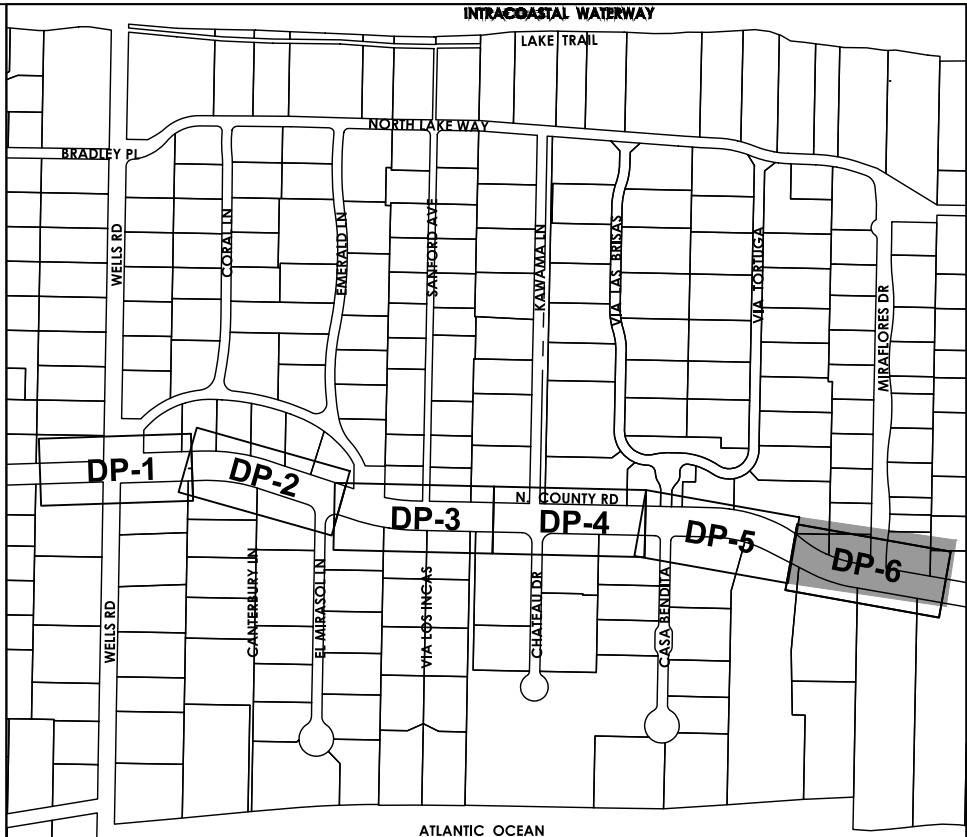 INTRACOASTAL WATERWAY
LAKE TRAIL
NORTH LAKE WAY
BRADLEY PL
WELLS RD
CORAL LN
EMERALD LN
SANFORD AVE
KAWAMA LN
VIA LAS BRISAS
VIA TORTUGA
MIRAFLORES DR
DP-1
DP-2
DP-3
N. COUNTY RD
DP-4
DP-5
DP-6
WELLS RD
CANTERBURY LN
EL MIRASOL LN
VIA LOS INCAS
CHATEAU DR
CASA BENDITA
ATLANTIC OCEAN